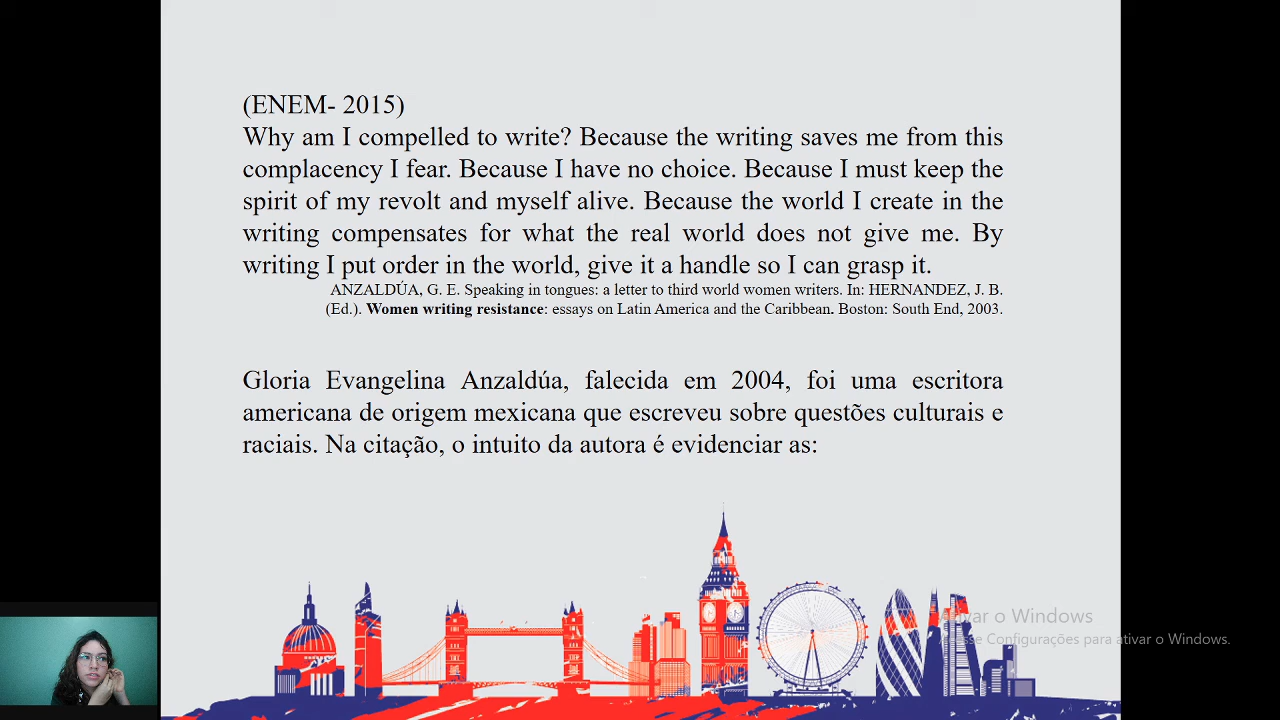 (ENEM- 2015)
Why am I compelled to write? Because the writing saves me from this
complacency I fear. Because I have no choice. Because I must keep the
spirit of my revolt and myself alive. Because the world I create in the
writing compensates for what the real world does not give me. By
writing I put order in the world, give it a handle so I can grasp it.
ANZALDÚA, G. E. Speaking in tongues: a letter to third world women writers. In: HERNANDEZ, J. B.
(Ed.). Women writing resistance: essays on Latin America and the Caribbean. Boston: South End, 2003.
Gloria Evangelina Anzaldúa, falecida em 2004, foi uma escritora
americana de origem mexicana que escreveu sobre questões culturais e
raciais. Na citação, o intuito da autora é evidenciar as:
Ativar o Windows
Acesse Configurações para ativar o Windows.